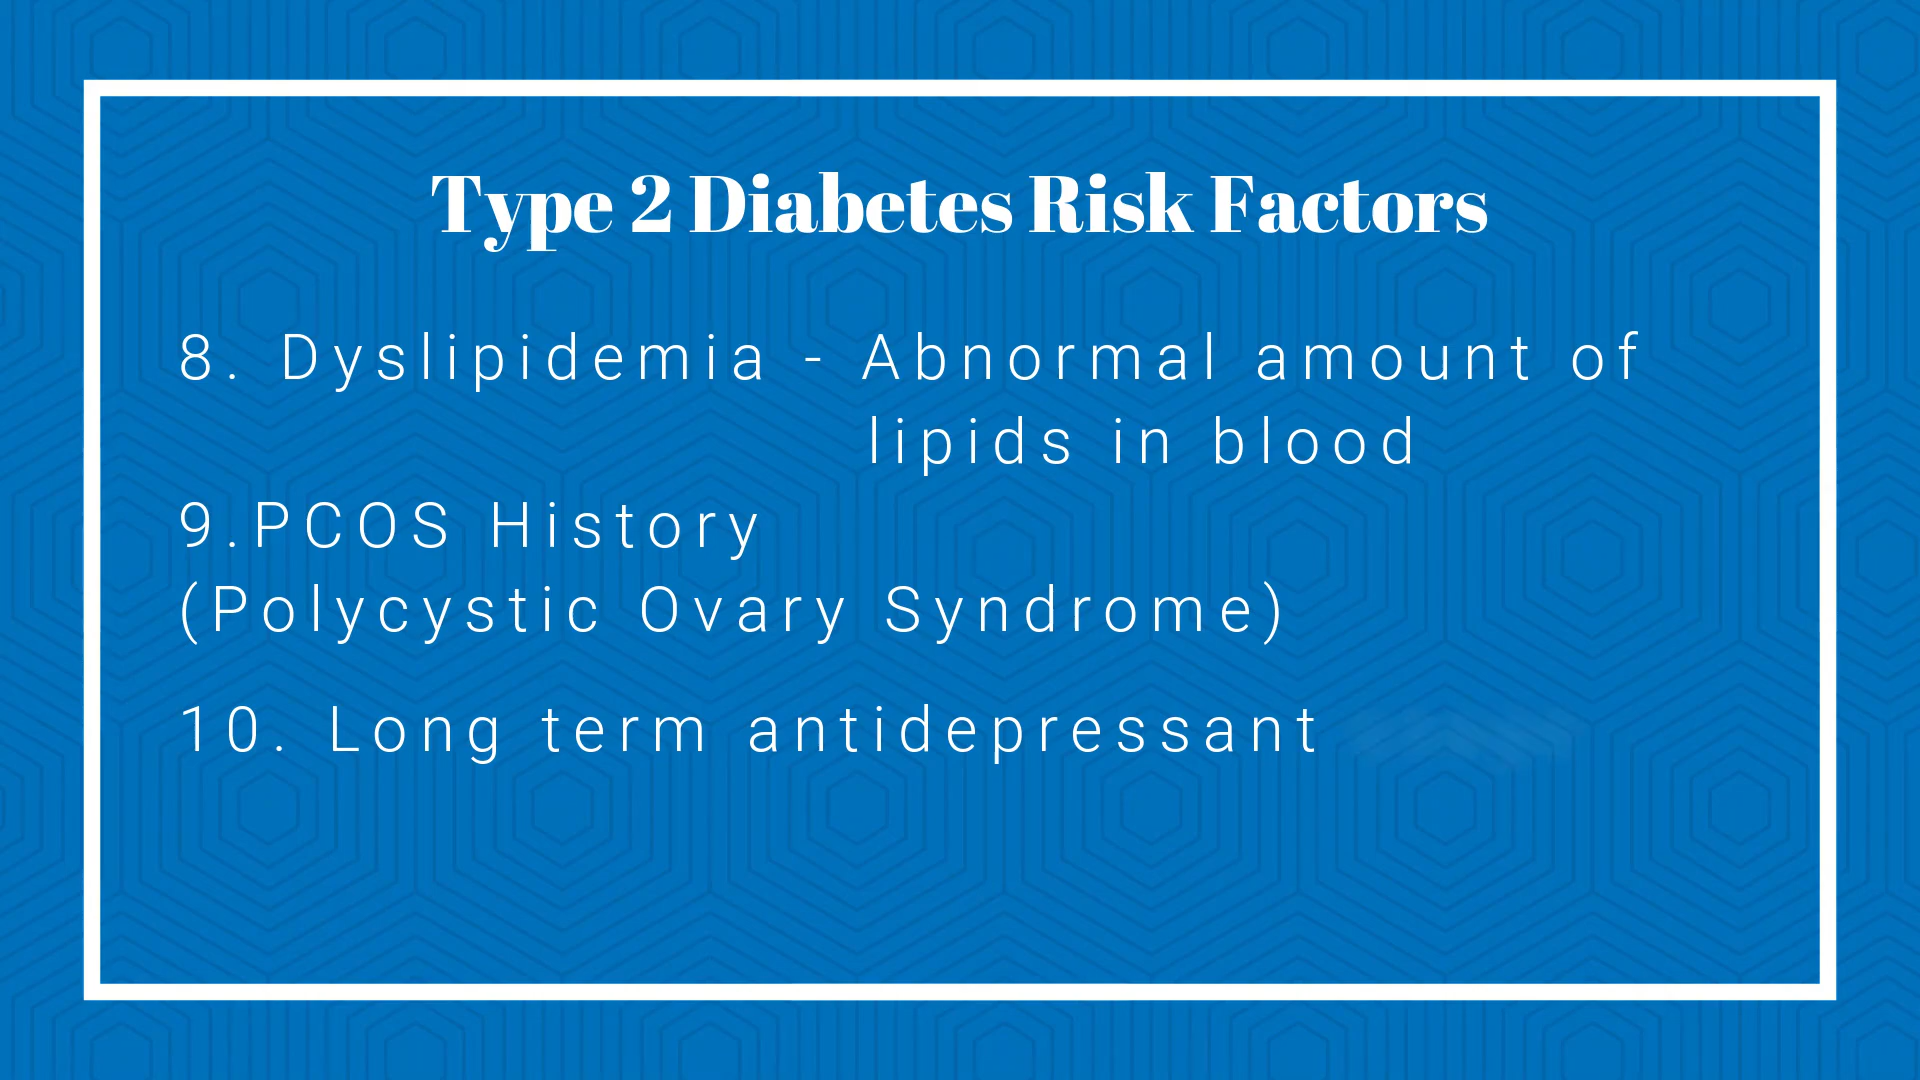 Type 2 Diabetes Risk Factors
8. Dyslipidemia - Abnormal amount of
lipids in blood
9.PCOS History
(Polycystic Ovary Syndrome)
10. Long term antidepressant